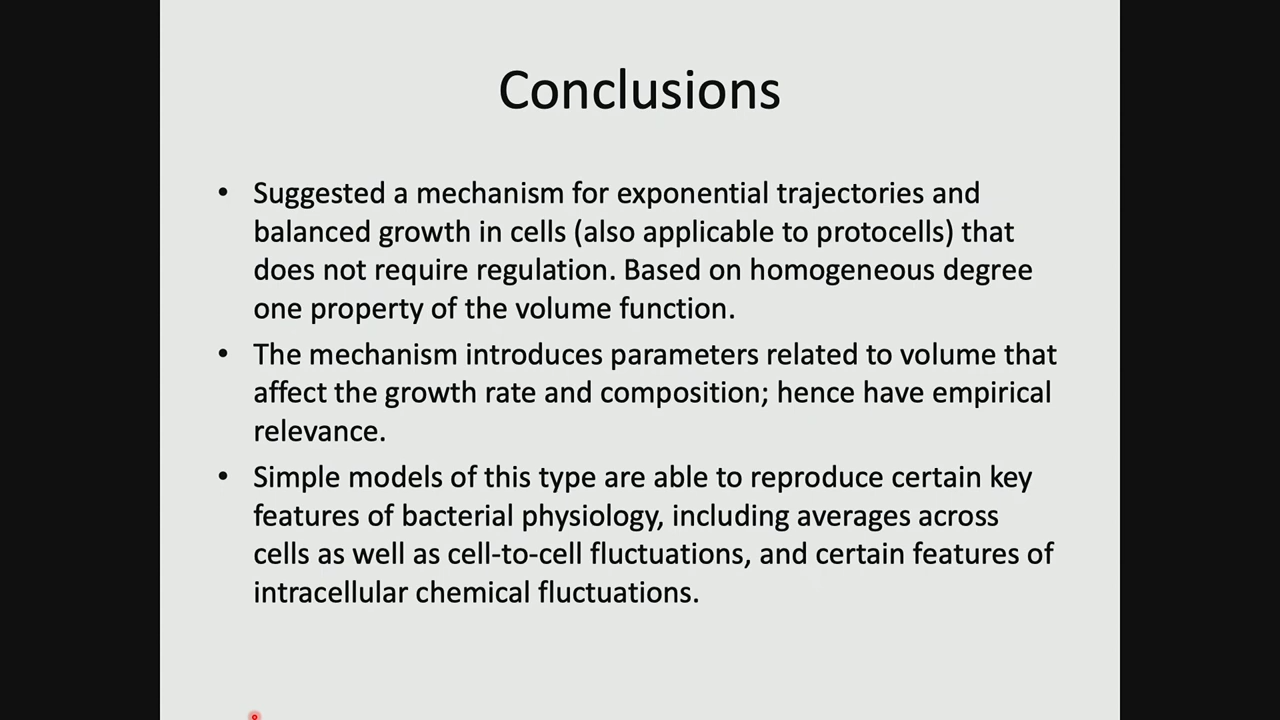 Conclusions
• Suggested a mechanism for exponential trajectories and
balanced growth in cells (also applicable to protocells) that
does not require regulation. Based on homogeneous degree
one property of the volume function.
• The mechanism introduces parameters related to volume that
affect the growth rate and composition; hence have empirical
relevance.
• Simple models of this type are able to reproduce certain key
features of bacterial physiology, including averages across
cells as well as cell-to-cell fluctuations, and certain features of
intracellular chemical fluctuations.